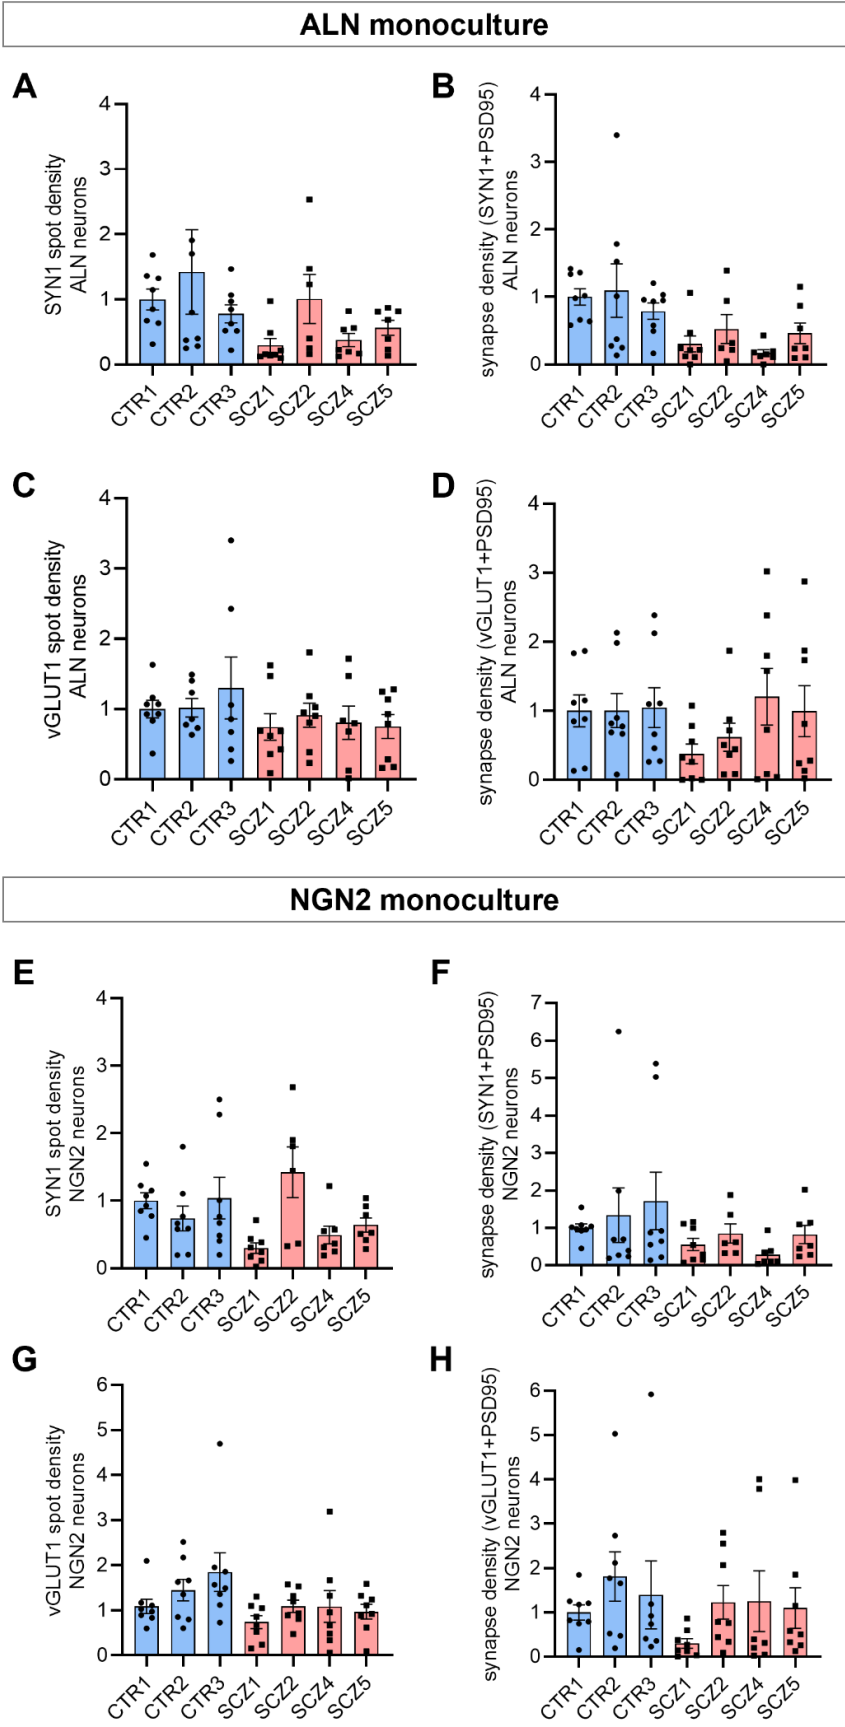 ALN monoculture
A
SYN1 spot density
ALN neurons
4
3
2
1
0
CTR1
CTR2
CTR3
SCZ1
SCZ2
SCZ4
SCZ5
B
synapse density (SYN1+PSD95)
ALN neurons
4
3
2
1
0
CTR1
CTR2
CTR3
SCZ1
SCZ2
SCZ4
SCZ5
C
vGLUT1 spot density
ALN neurons
4
3
2
1
0
CTR1
CTR2
CTR3
SCZ1
SCZ2
SCZ4
SCZ5
D
synapse density (vGLUT1+PSD95)
ALN neurons
4
3
2
1
0
CTR1
CTR2
CTR3
SCZ1
SCZ2
SCZ4
SCZ5
NGN2 monoculture
E
SYN1 spot density
NGN2 neurons
4
3
2
1
0
CTR1
CTR2
CTR3
SCZ1
SCZ2
SCZ4
SCZ5
F
synapse density (SYN1+PSD95)
NGN2 neurons
7
6
5
4
3
2
1
0
CTR1
CTR2
CTR3
SCZ1
SCZ2
SCZ4
SCZ5
G
vGLUT1 spot density
NGN2 neurons
6
5
4
3
2
1
0
CTR1
CTR2
CTR3
SCZ1
SCZ2
SCZ4
SCZ5
H
synapse density (vGLUT1+PSD95)
NGN2 neurons
6
5
4
3
2
1
0
CTR1
CTR2
CTR3
SCZ1
SCZ2
SCZ4
SCZ5